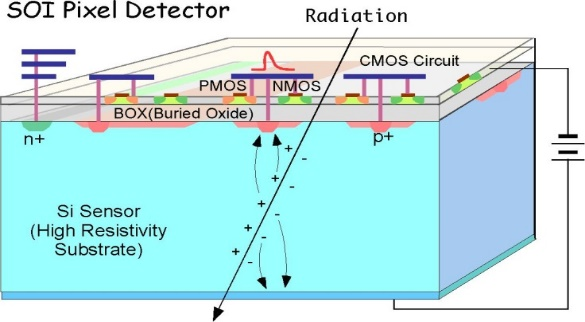 SOI Pixel Detector
Radiation
CMOS Circuit
PMOS
NMOS
BOX(Buried Oxide)
n+
p+
Si Sensor
(High Resistivity
Substrate)
+ -
+ -
+ -
+ -
+ -